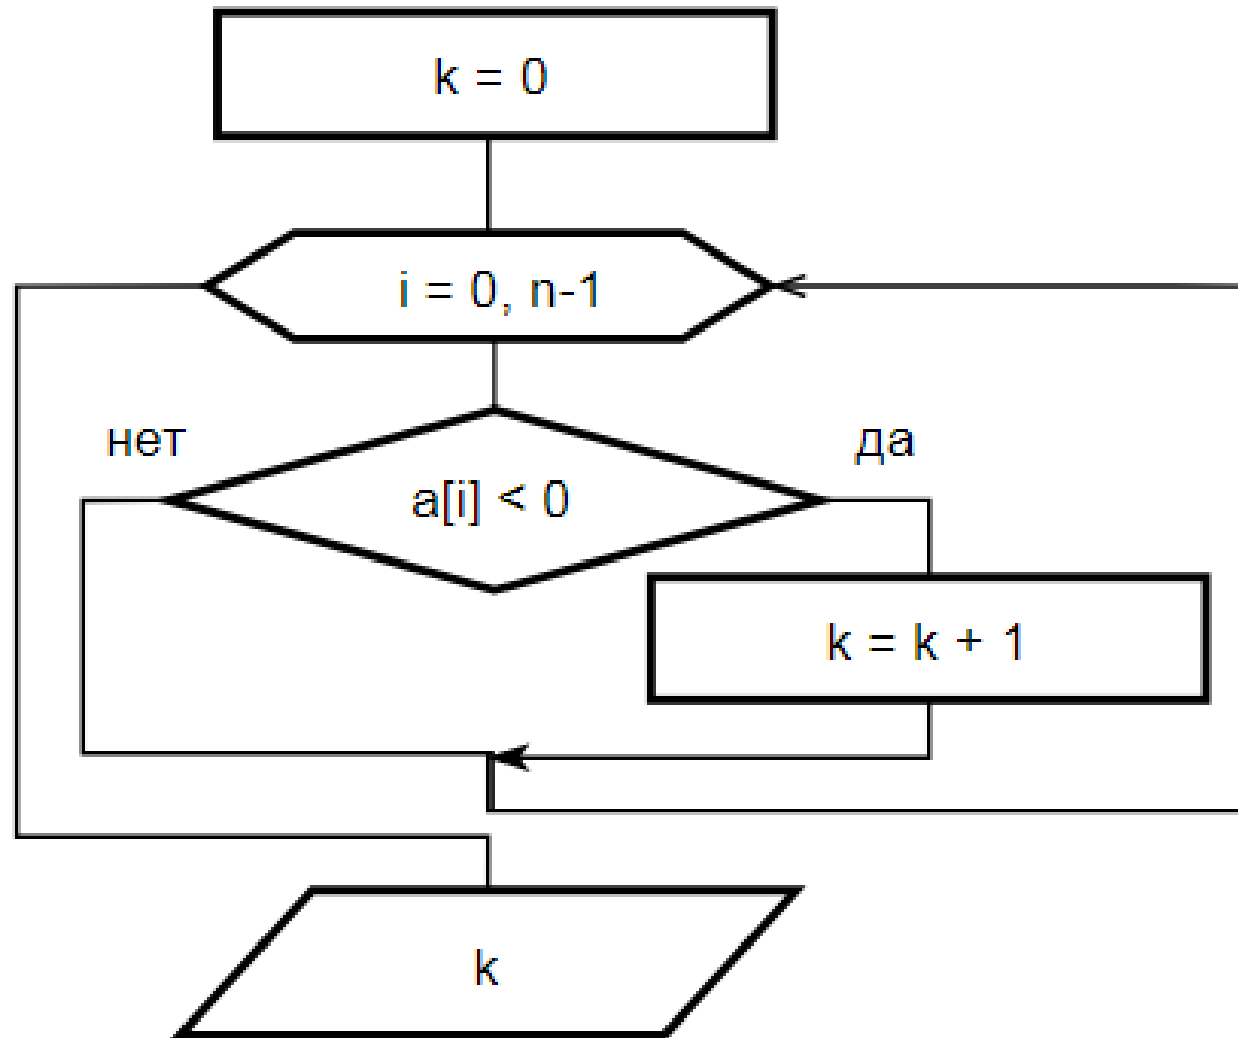 k = 0
i = 0, n-1
нет
да
a[i] < 0
k = k + 1
k